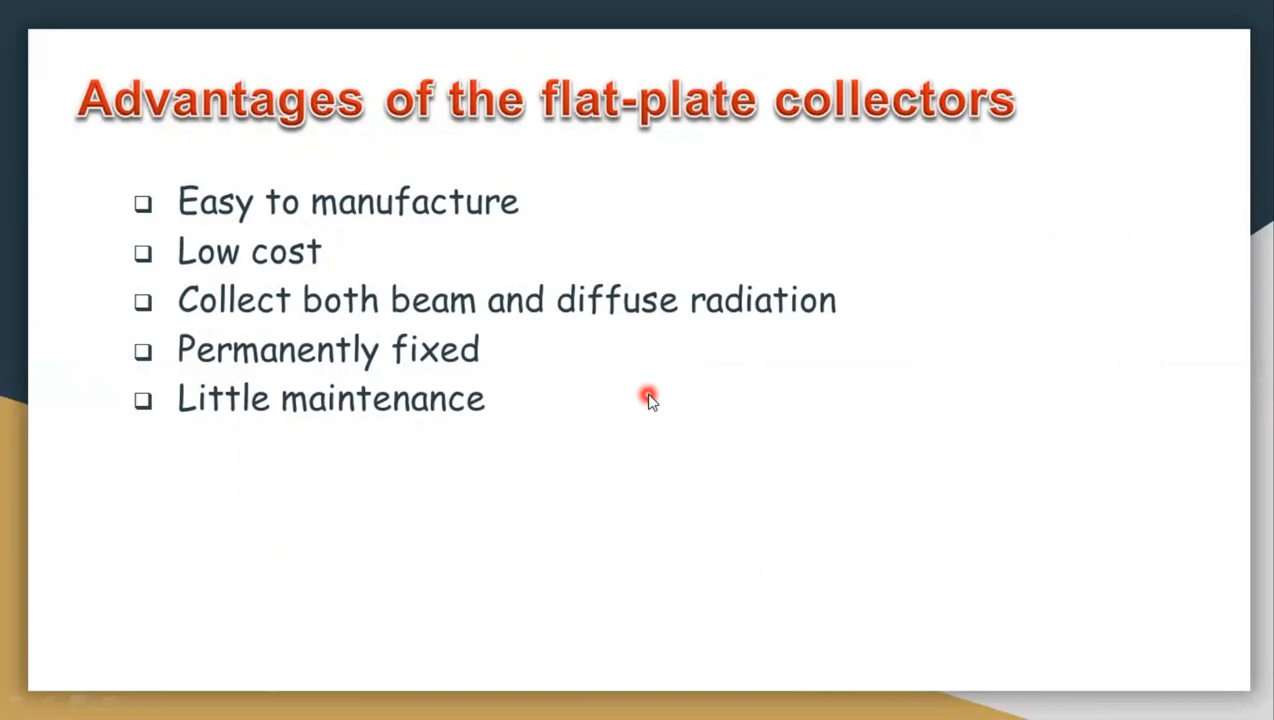 Advantages of the flat-plate collectors
❑ Easy to manufacture
❑ Low cost
❑ Collect both beam and diffuse radiation
❑ Permanently fixed
❑ Little maintenance